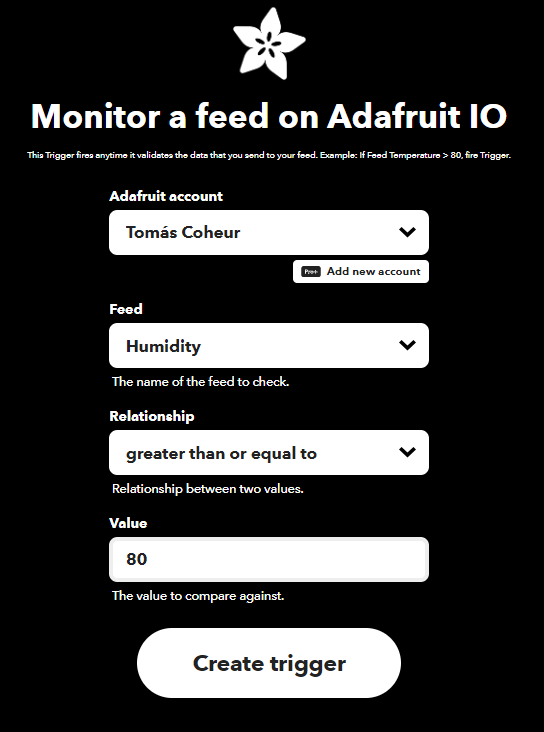 Monitor a feed on Adafruit IO
This Trigger fires anytime it validates the data that you send to your feed. Example: If Feed Temperature > 80, fire Trigger.
Adafruit account
Tomás Coheur
Pro+ Add new account
Feed
Humidity
The name of the feed to check.
Relationship
greater than or equal to
Relationship between two values.
Value
80
The value to compare against.
Create trigger